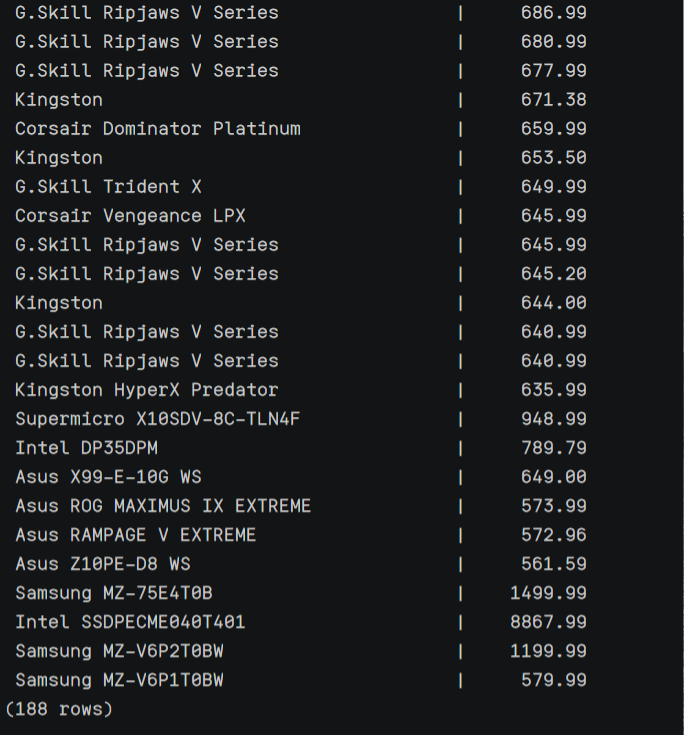 G.Skill Ripjaws V Series | 686.99
G.Skill Ripjaws V Series | 680.99
G.Skill Ripjaws V Series | 677.99
Kingston | 671.38
Corsair Dominator Platinum | 659.99
Kingston | 653.50
G.Skill Trident X | 649.99
Corsair Vengeance LPX | 645.99
G.Skill Ripjaws V Series | 645.99
G.Skill Ripjaws V Series | 645.20
Kingston | 644.00
G.Skill Ripjaws V Series | 640.99
G.Skill Ripjaws V Series | 640.99
Kingston HyperX Predator | 635.99
Supermicro X10SDV-8C-TLN4F | 948.99
Intel DP35DPM | 789.79
Asus X99-E-10G WS | 649.00
Asus ROG MAXIMUS IX EXTREME | 573.99
Asus RAMPAGE V EXTREME | 572.96
Asus Z10PE-D8 WS | 561.59
Samsung MZ-75E4T0B | 1499.99
Intel SSDPECME040T401 | 8867.99
Samsung MZ-V6P2T0BW | 1199.99
Samsung MZ-V6P1T0BW | 579.99
(188 rows)